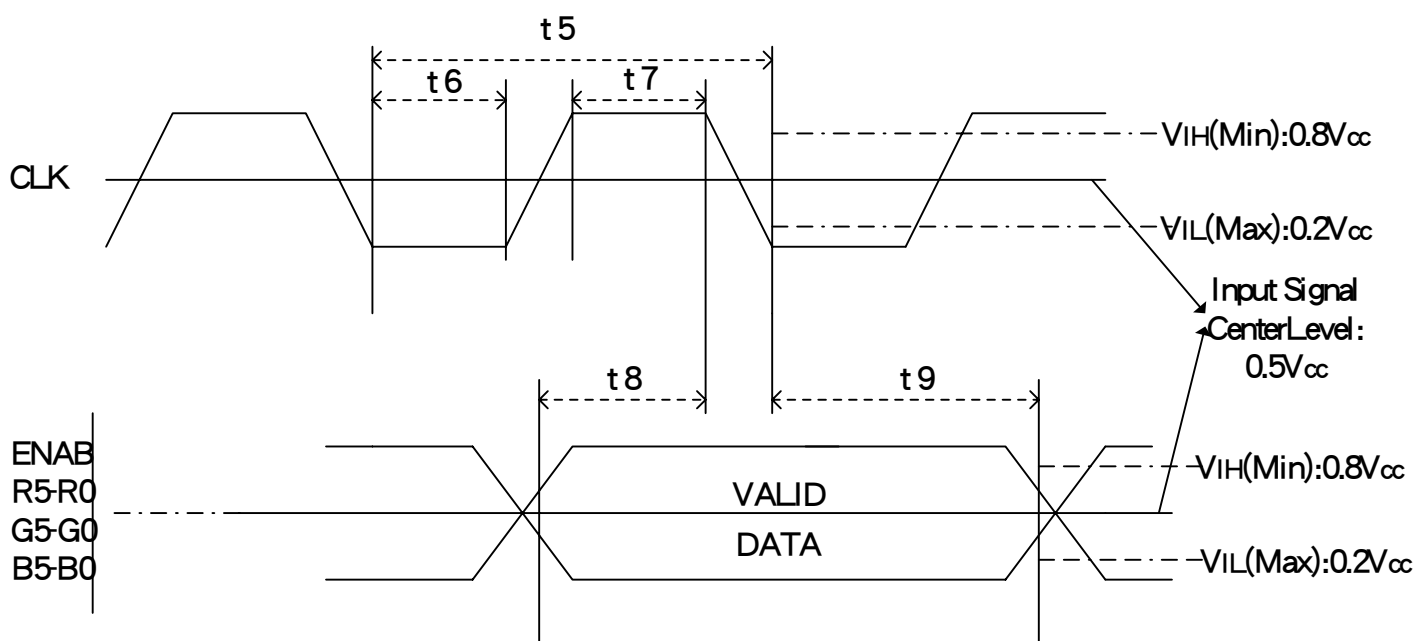 t5
t6
t7
VIH(Min):0.8Vcc
CLK
VIL(Max):0.2Vcc
Input Signal
CenterLevel:
0.5Vcc
t8
t9
ENAB
R5-R0
G5-G0
B5-B0
VALID
DATA
VIH(Min):0.8Vcc
VIL(Max):0.2Vcc